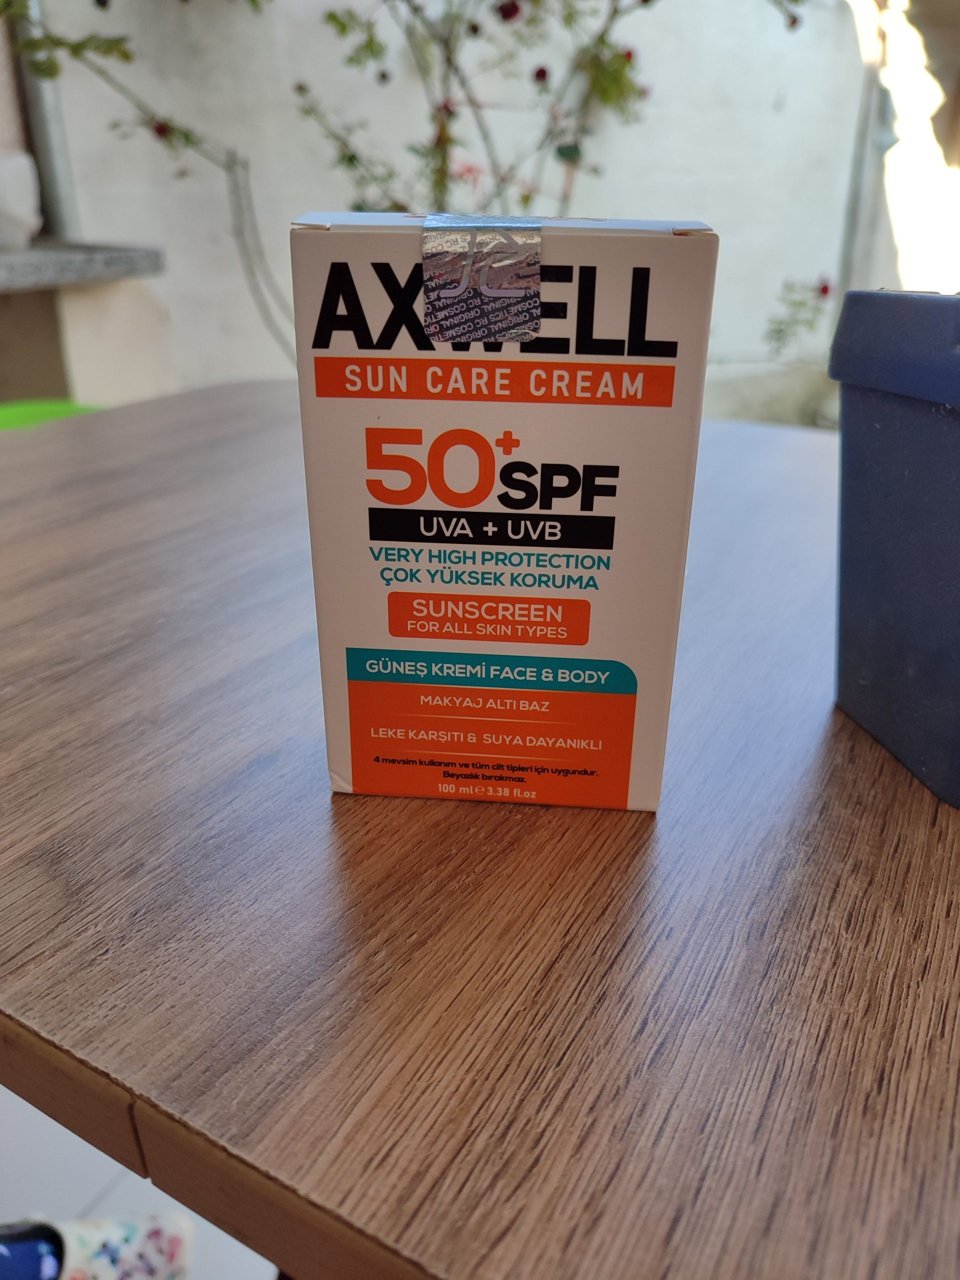 AXWELL
SUN CARE CREAM
50+ SPF
UVA + UVB
VERY HIGH PROTECTION
ÇOK YÜKSEK KORUMA
SUNSCREEN
FOR ALL SKIN TYPES
GÜNEŞ KREMİ FACE & BODY
MAKYAJ ALTI BAZ
LEKE KARŞITI & SUYA DAYANIKLI
4 mevsim kullanım ve tüm cilt tipleri için uygundur.
Beyazlık bırakmaz.
100 ml ℮ 3.38 fl.oz